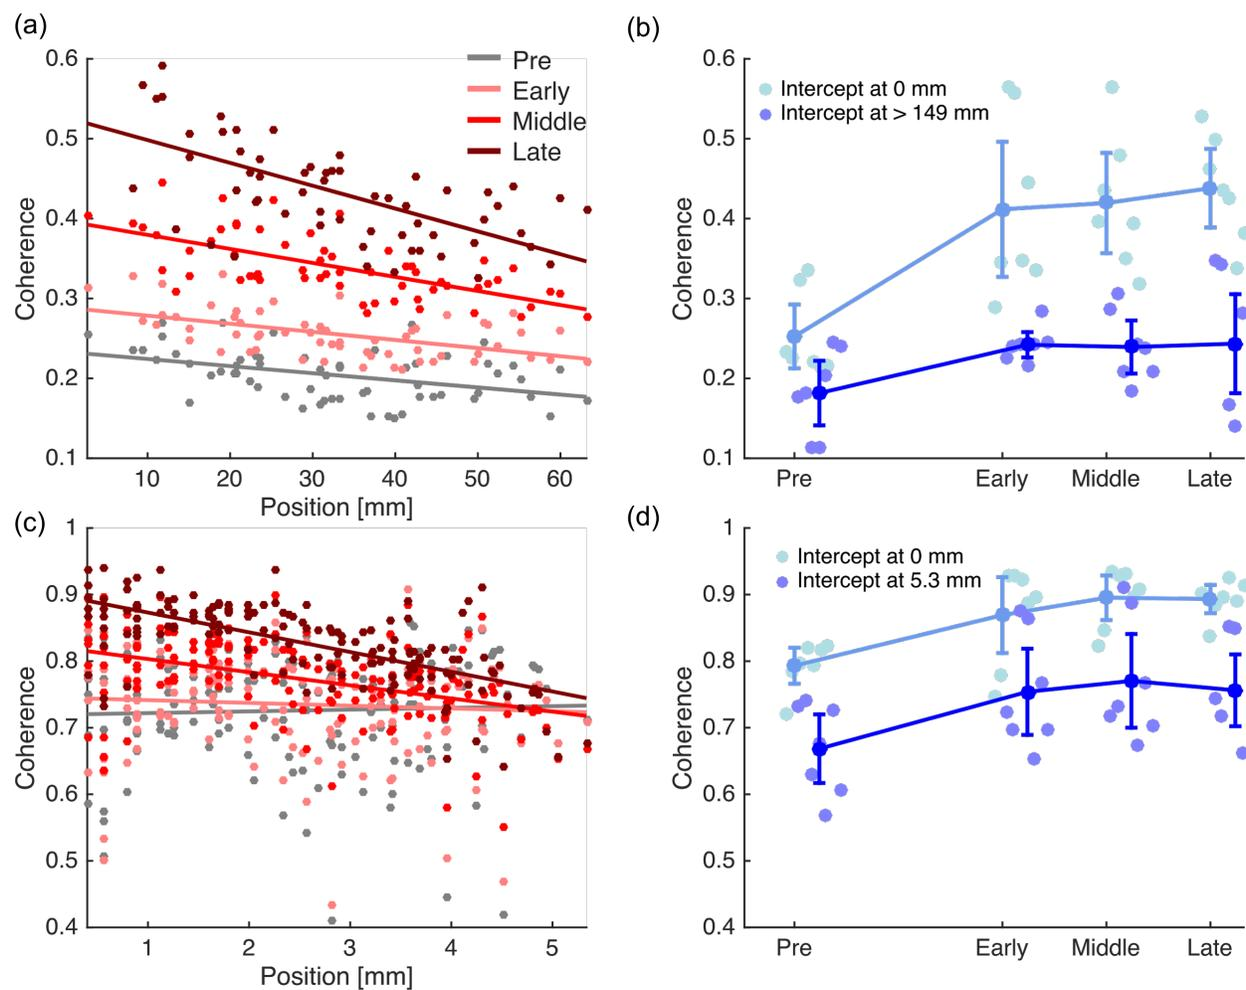 (a)
0.6
0.5
0.4
0.3
0.2
0.1
Coherence
Pre
Early
Middle
Late
10 20 30 40 50 60
Position [mm]
(b)
0.6
0.5
0.4
0.3
0.2
0.1
Coherence
Intercept at 0 mm
Intercept at > 149 mm
Pre Early Middle Late
(c)
1
0.9
0.8
0.7
0.6
0.5
0.4
Coherence
1 2 3 4 5
Position [mm]
(d)
1
0.9
0.8
0.7
0.6
0.5
0.4
Coherence
Intercept at 0 mm
Intercept at 5.3 mm
Pre Early Middle Late